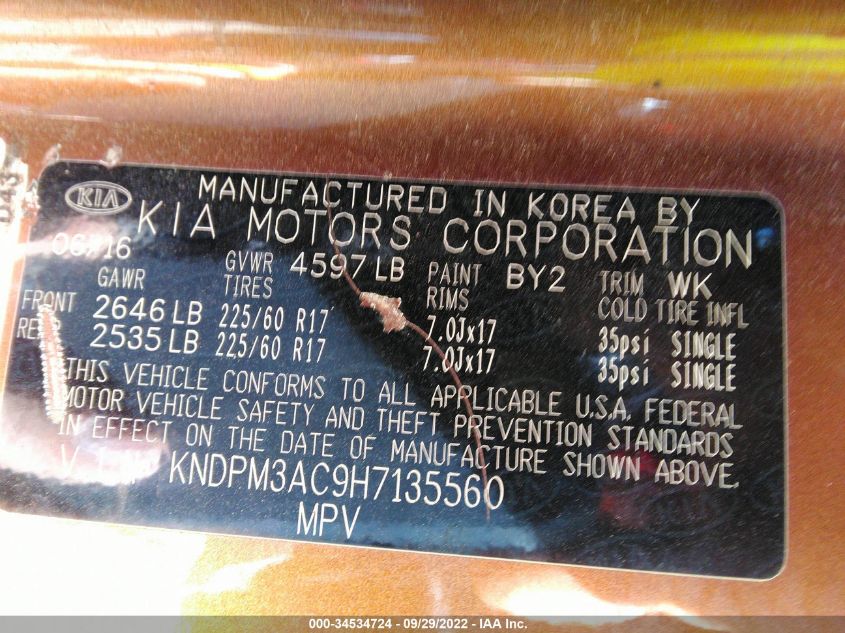 KIA
MANUFACTURED IN KOREA BY
KIA MOTORS CORPORATION
GVWR 4597 LB PAINT BY2 TRIM WK
GAWR TIRES RIMS COLD TIRE INFL
FRONT 2646 LB 225/60 R17 7.0Jx17 35psi SINGLE
2535 LB 225/60 R17 7.0Jx17 35psi SINGLE
THIS VEHICLE CONFORMS TO ALL APPLICABLE U.S.A. FEDERAL
MOTOR VEHICLE SAFETY AND THEFT PREVENTION STANDARDS
IN EFFECT ON THE DATE OF MANUFACTURE SHOWN ABOVE.
KNDPM3AC9H7135560
MPV
000-34534724 - 09/29/2022 - IAA Inc.